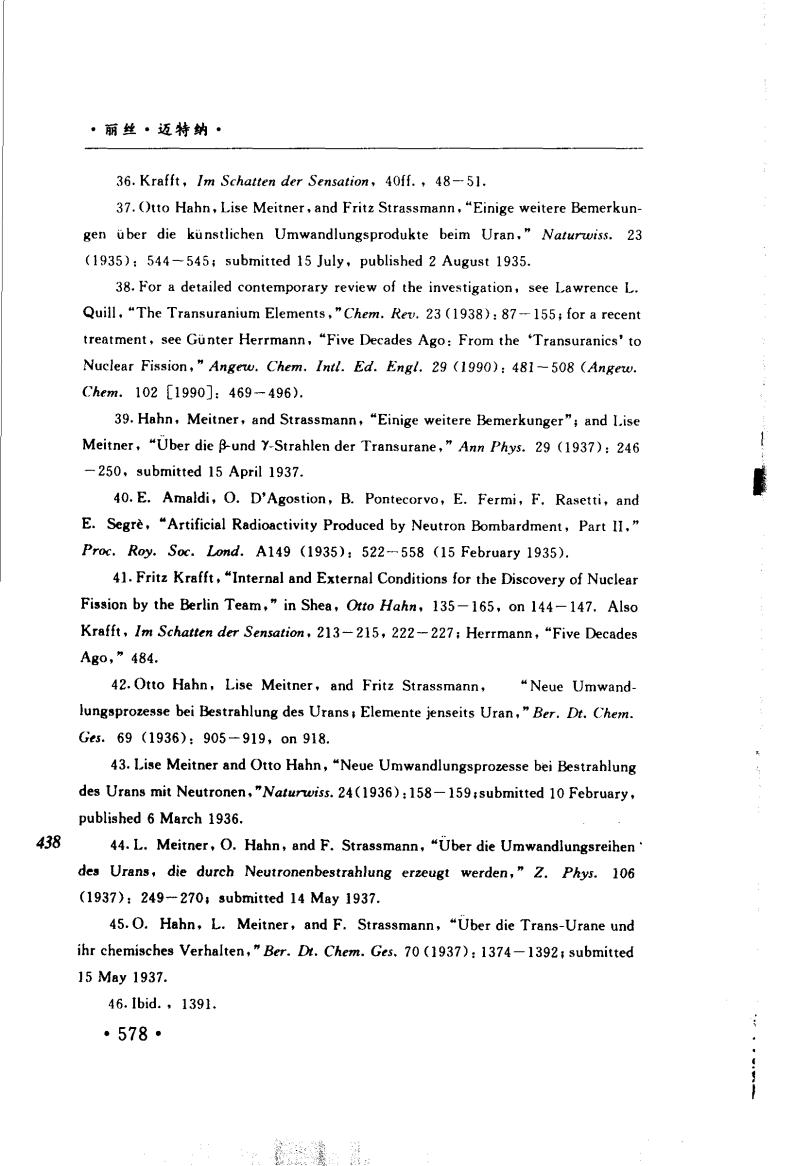 ·丽丝·迈特纳·
36. Krafft, Im Schatten der Sensation, 40ff. , 48—51.
37. Otto Hahn, Lise Meitner, and Fritz Strassmann, “Einige weitere Bemerkun-
gen über die künstlichen Umwandlungsprodukte beim Uran,” Naturwiss. 23
(1935): 544—545; submitted 15 July, published 2 August 1935.
38. For a detailed contemporary review of the investigation, see Lawrence L.
Quill, “The Transuranium Elements,” Chem. Rev. 23 (1938): 87—155; for a recent
treatment, see Günter Herrmann, “Five Decades Ago: From the ‘Transuranics’ to
Nuclear Fission,” Angew. Chem. Intl. Ed. Engl. 29 (1990): 481—508 (Angew.
Chem. 102 [1990]: 469—496).
39. Hahn, Meitner, and Strassmann, “Einige weitere Bemerkunger”; and Lise
Meitner, “Über die β-und γ-Strahlen der Transurane,” Ann Phys. 29 (1937): 246
—250, submitted 15 April 1937.
40. E. Amaldi, O. D’Agostion, B. Pontecorvo, E. Fermi, F. Rasetti, and
E. Segrè, “Artificial Radioactivity Produced by Neutron Bombardment, Part II,”
Proc. Roy. Soc. Lond. A149 (1935): 522—558 (15 February 1935).
41. Fritz Krafft, “Internal and External Conditions for the Discovery of Nuclear
Fission by the Berlin Team,” in Shea, Otto Hahn, 135—165, on 144—147. Also
Krafft, Im Schatten der Sensation, 213—215, 222—227; Herrmann, “Five Decades
Ago,” 484.
42. Otto Hahn, Lise Meitner, and Fritz Strassmann, “Neue Umwand-
lungsprozesse bei Bestrahlung des Urans; Elemente jenseits Uran,” Ber. Dt. Chem.
Ges. 69 (1936): 905—919, on 918.
43. Lise Meitner and Otto Hahn, “Neue Umwandlungsprozesse bei Bestrahlung
des Urans mit Neutronen,” Naturwiss. 24(1936):158—159;submitted 10 February,
published 6 March 1936.
438 44. L. Meitner, O. Hahn, and F. Strassmann, “Über die Umwandlungsreihen
des Urans, die durch Neutronenbestrahlung erzeugt werden,” Z. Phys. 106
(1937): 249—270; submitted 14 May 1937.
45. O. Hahn, L. Meitner, and F. Strassmann, “Über die Trans-Urane und
ihr chemisches Verhalten,” Ber. Dt. Chem. Ges. 70 (1937): 1374—1392; submitted
15 May 1937.
46. Ibid. , 1391.
·578·